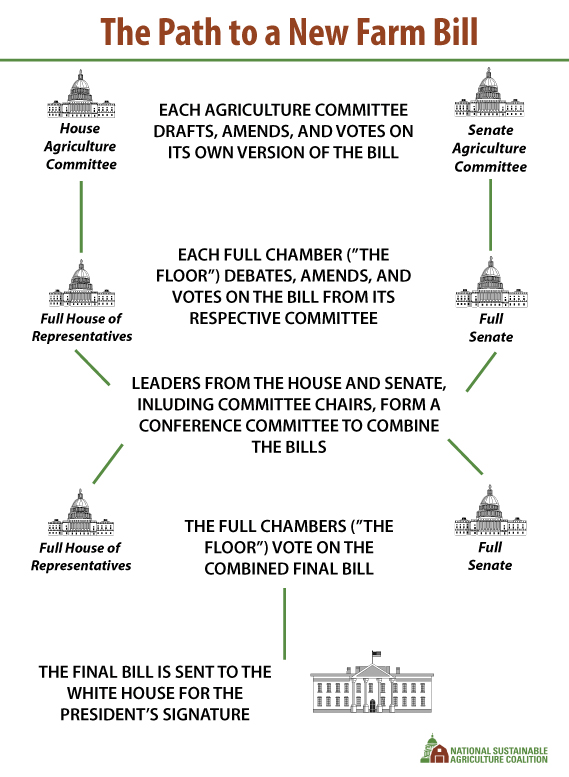 The Path to a New Farm Bill
House
Agriculture
Committee
EACH AGRICULTURE COMMITTEE
DRAFTS, AMENDS, AND VOTES ON
ITS OWN VERSION OF THE BILL
Senate
Agriculture
Committee
Full House of
Representatives
EACH FULL CHAMBER ("THE
FLOOR") DEBATES, AMENDS, AND
VOTES ON THE BILL FROM ITS
RESPECTIVE COMMITTEE
Full
Senate
LEADERS FROM THE HOUSE AND SENATE,
INLUDING COMMITTEE CHAIRS, FORM A
CONFERENCE COMMITTEE TO COMBINE
THE BILLS
Full House of
Representatives
THE FULL CHAMBERS ("THE
FLOOR") VOTE ON THE
COMBINED FINAL BILL
Full
Senate
THE FINAL BILL IS SENT TO THE
WHITE HOUSE FOR THE
PRESIDENT'S SIGNATURE
NATIONAL SUSTAINABLE
AGRICULTURE COALITION